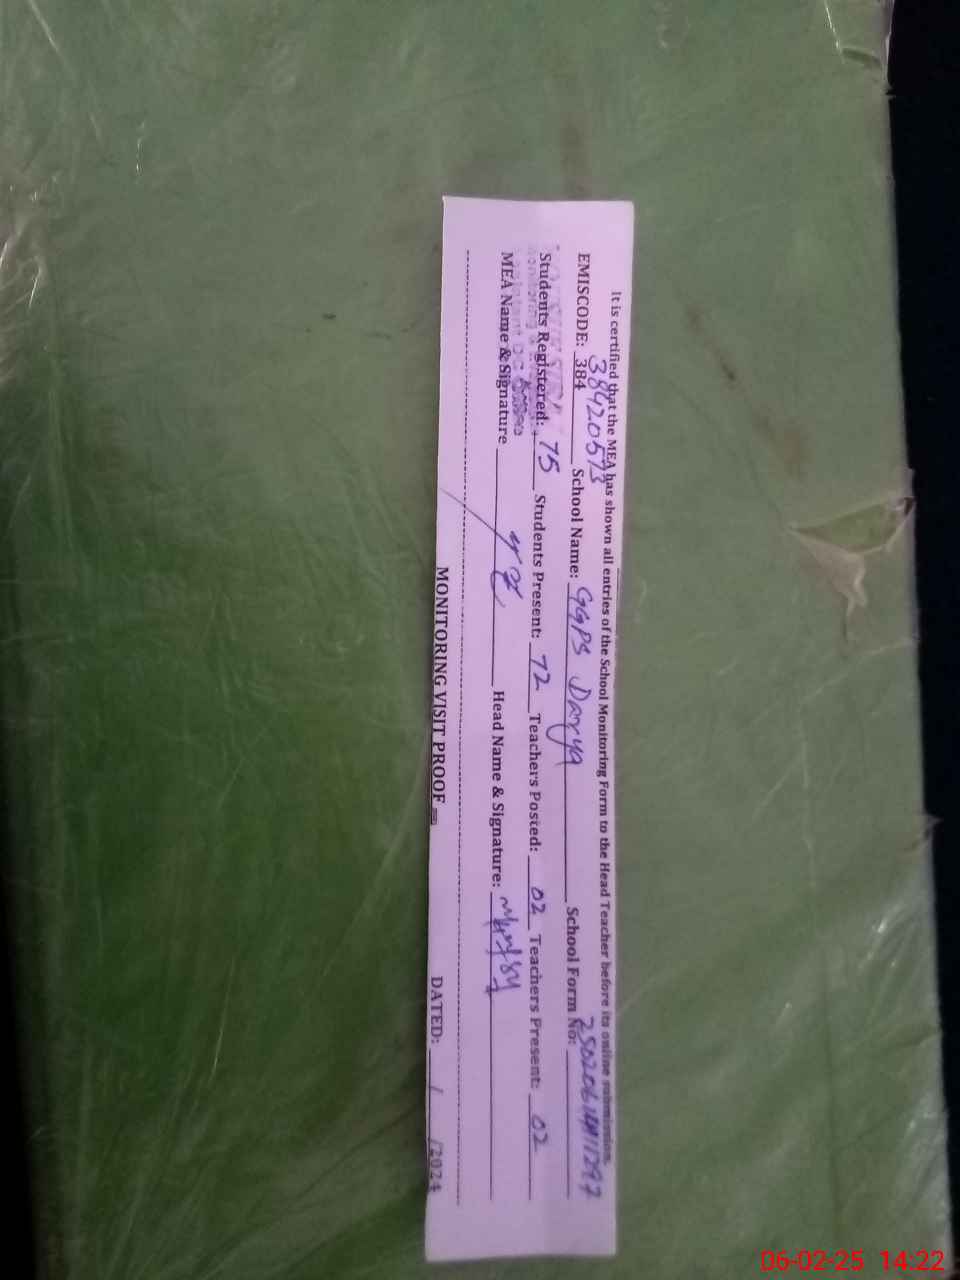 It is certified that the MEA has shown all entries of the School Monitoring Form to the Head Teacher before its online submission.
38420573
EMISCODE: 384 School Name: GGPS Darya School Form No:
Students Registered: 75 Students Present: 72 Teachers Posted: 02 Teachers Present: 02
MEA Name & Signature Head Name & Signature:
MONITORING VISIT PROOF DATED: / /2024
06-02-25 14:22